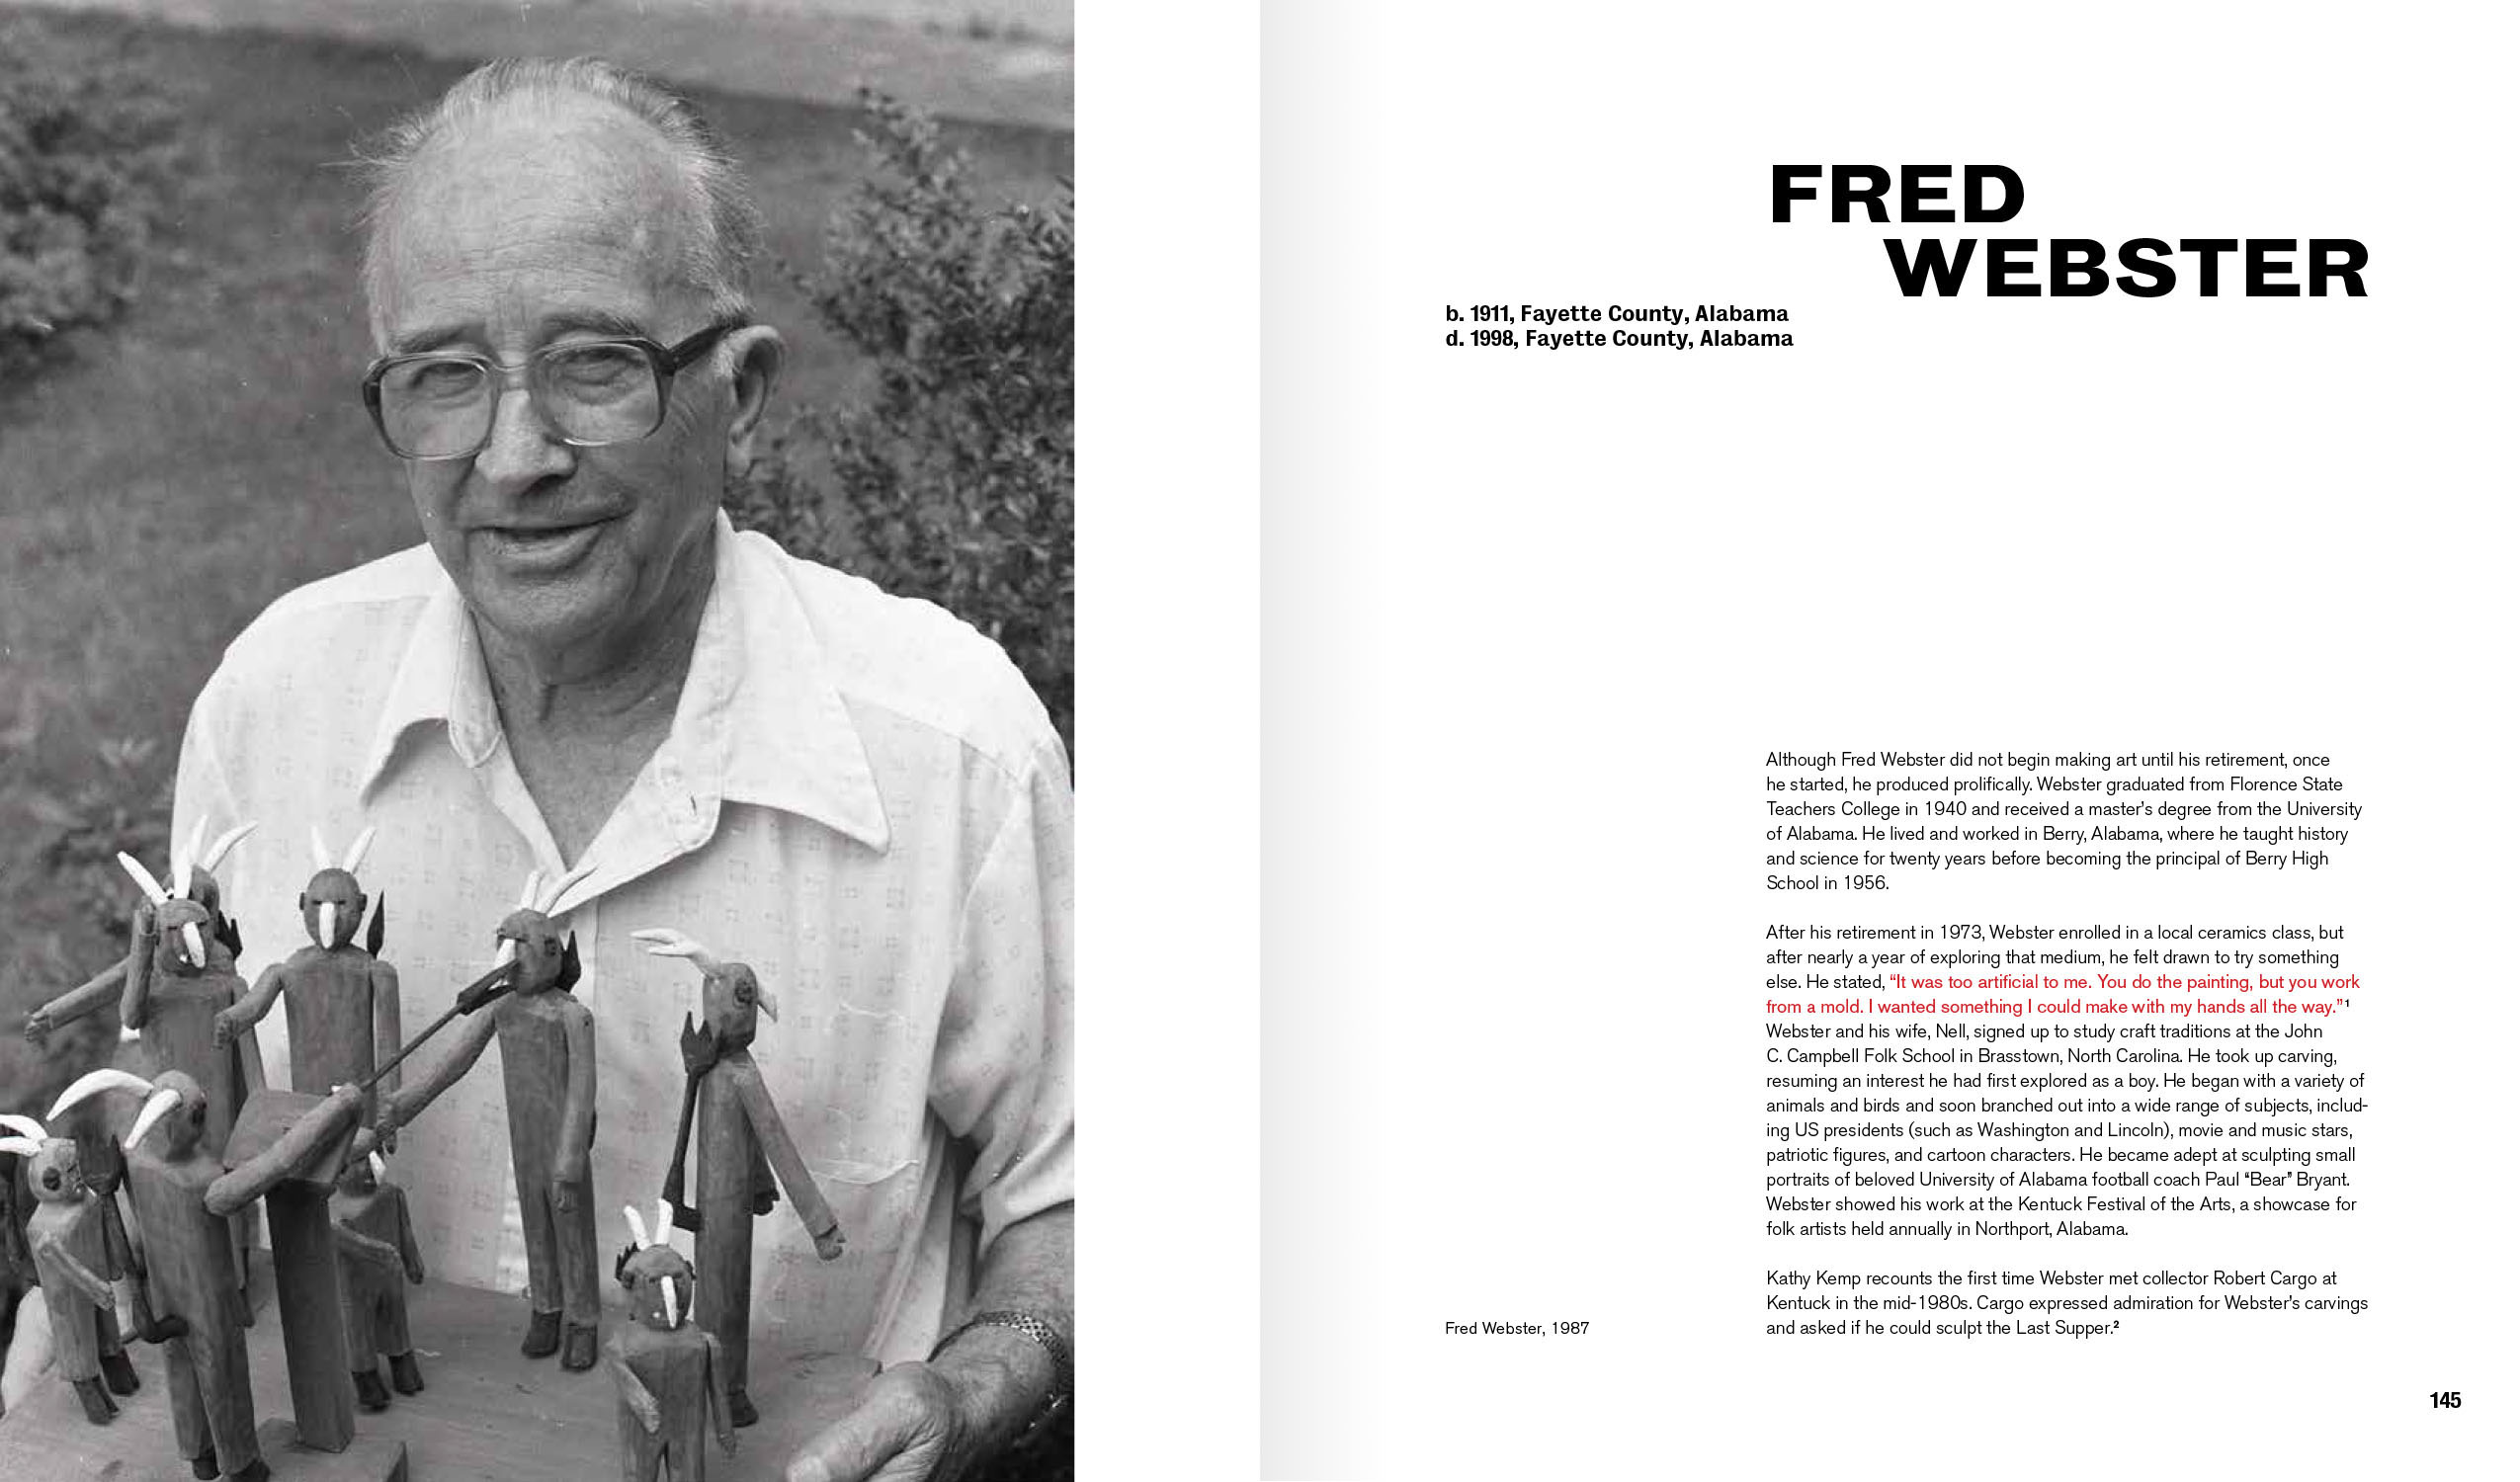 FRED
WEBSTER
b. 1911, Fayette County, Alabama
d. 1998, Fayette County, Alabama
Although Fred Webster did not begin making art until his retirement, once
he started, he produced prolifically. Webster graduated from Florence State
Teachers College in 1940 and received a master's degree from the University
of Alabama. He lived and worked in Berry, Alabama, where he taught history
and science for twenty years before becoming the principal of Berry High
School in 1956.
After his retirement in 1973, Webster enrolled in a local ceramics class, but
after nearly a year of exploring that medium, he felt drawn to try something
else. He stated, “It was too artificial to me. You do the painting, but you work
from a mold. I wanted something I could make with my hands all the way.”¹
Webster and his wife, Nell, signed up to study craft traditions at the John
C. Campbell Folk School in Brasstown, North Carolina. He took up carving,
resuming an interest he had first explored as a boy. He began with a variety of
animals and birds and soon branched out into a wide range of subjects, includ-
ing US presidents (such as Washington and Lincoln), movie and music stars,
patriotic figures, and cartoon characters. He became adept at sculpting small
portraits of beloved University of Alabama football coach Paul “Bear” Bryant.
Webster showed his work at the Kentuck Festival of the Arts, a showcase for
folk artists held annually in Northport, Alabama.
Kathy Kemp recounts the first time Webster met collector Robert Cargo at
Kentuck in the mid-1980s. Cargo expressed admiration for Webster's carvings
and asked if he could sculpt the Last Supper.²
Fred Webster, 1987
145